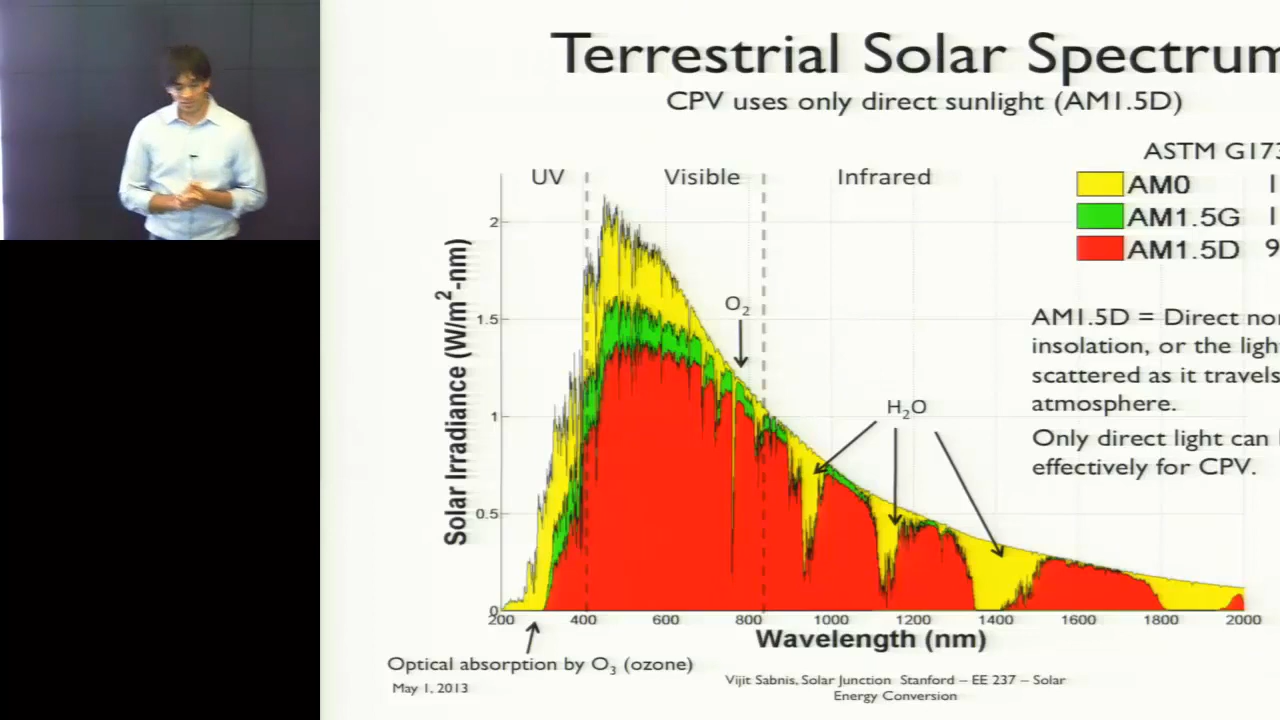 Terrestrial Solar Spectrum
CPV uses only direct sunlight (AM1.5D)
ASTM G173
UV Visible Infrared
AM0 1
AM1.5G 1
AM1.5D 9
Solar Irradiance (W/m²-nm)
2
1.5
1
0.5
0
O₂
H₂O
AM1.5D = Direct
insolation, or the
scattered as it travels
atmosphere.
Only direct light can
effectively for CPV.
200 400 600 800 1000 1200 1400 1600 1800 2000
Wavelength (nm)
Optical absorption by O₃ (ozone)
May 1, 2013
Vijit Sabnis, Solar Junction Stanford – EE 237 – Solar
Energy Conversion